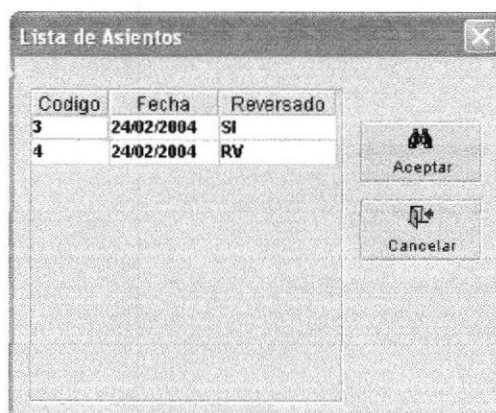 Lista de Asientos
Codigo Fecha Reversado
3 24/02/2004 SI
4 24/02/2004 RV
Aceptar
Cancelar